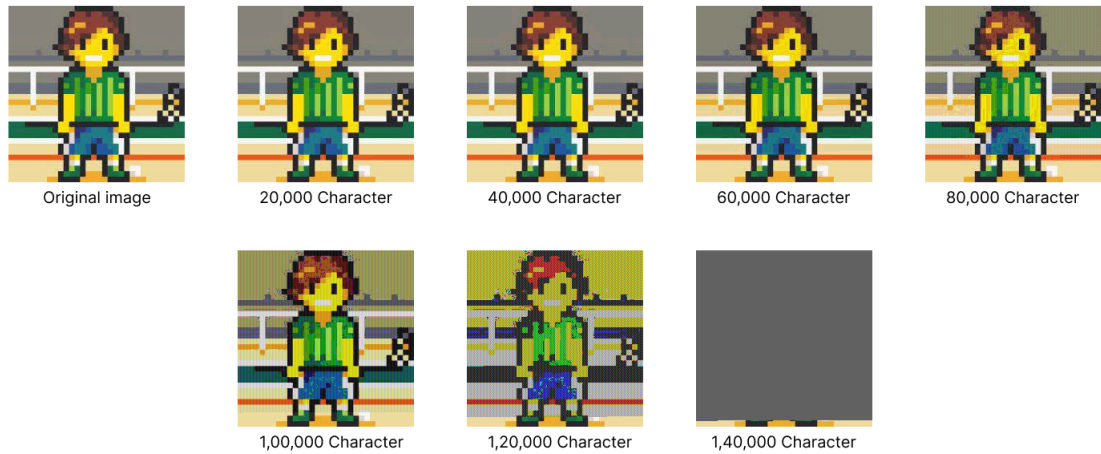 Original image
20,000 Character
40,000 Character
60,000 Character
80,000 Character
1,00,000 Character
1,20,000 Character
1,40,000 Character